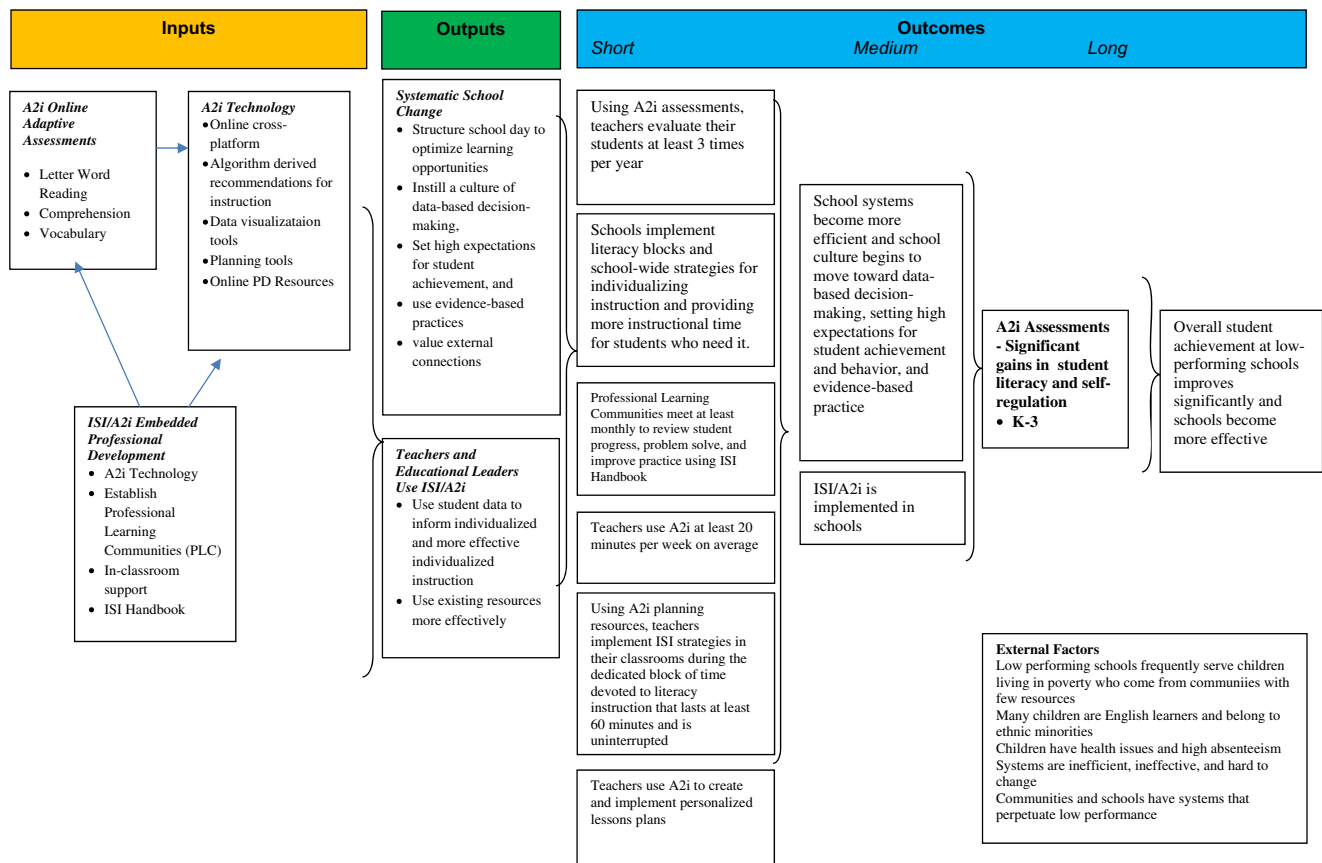 Inputs
Outputs
Outcomes
Short
Medium
Long
A2i Online
Adaptive
Assessments
• Letter Word
Reading
• Comprehension
• Vocabulary
A2i Technology
•Online cross-
platform
•Algorithm derived
recommendations for
instruction
•Data visualizataion
tools
•Planning tools
•Online PD Resources
ISI/A2i Embedded
Professional
Development
• A2i Technology
• Establish
Professional
Learning
Communities (PLC)
• In-classroom
support
• ISI Handbook
Systematic School
Change
• Structure school day to
optimize learning
opportunities
• Instill a culture of
data-based decision-
making,
• Set high expectations
for student
achievement, and
• use evidence-based
practices
• value external
connections
Teachers and
Educational Leaders
Use ISI/A2i
• Use student data to
inform individualized
and more effective
individualized
instruction
• Use existing resources
more effectively
Using A2i assessments,
teachers evaluate their
students at least 3 times
per year
Schools implement
literacy blocks and
school-wide strategies for
individualizing
instruction and providing
more instructional time
for students who need it.
Professional Learning
Communities meet at least
monthly to review student
progress, problem solve, and
improve practice using ISI
Handbook
Teachers use A2i at least 20
minutes per week on average
Using A2i planning
resources, teachers
implement ISI strategies in
their classrooms during the
dedicated block of time
devoted to literacy
instruction that lasts at least
60 minutes and is
uninterrupted
Teachers use A2i to create
and implement personalized
lessons plans
School systems
become more
efficient and school
culture begins to
move toward data-
based decision-
making, setting high
expectations for
student achievement
and behavior, and
evidence-based
practice
ISI/A2i is
implemented in
schools
A2i Assessments
- Significant
gains in student
literacy and self-
regulation
• K-3
Overall student
achievement at low-
performing schools
improves
significantly and
schools become
more effective
External Factors
Low performing schools frequently serve children
living in poverty who come from communiies with
few resources
Many children are English learners and belong to
ethnic minorities
Children have health issues and high absenteeism
Systems are inefficient, ineffective, and hard to
change
Communities and schools have systems that
perpetuate low performance